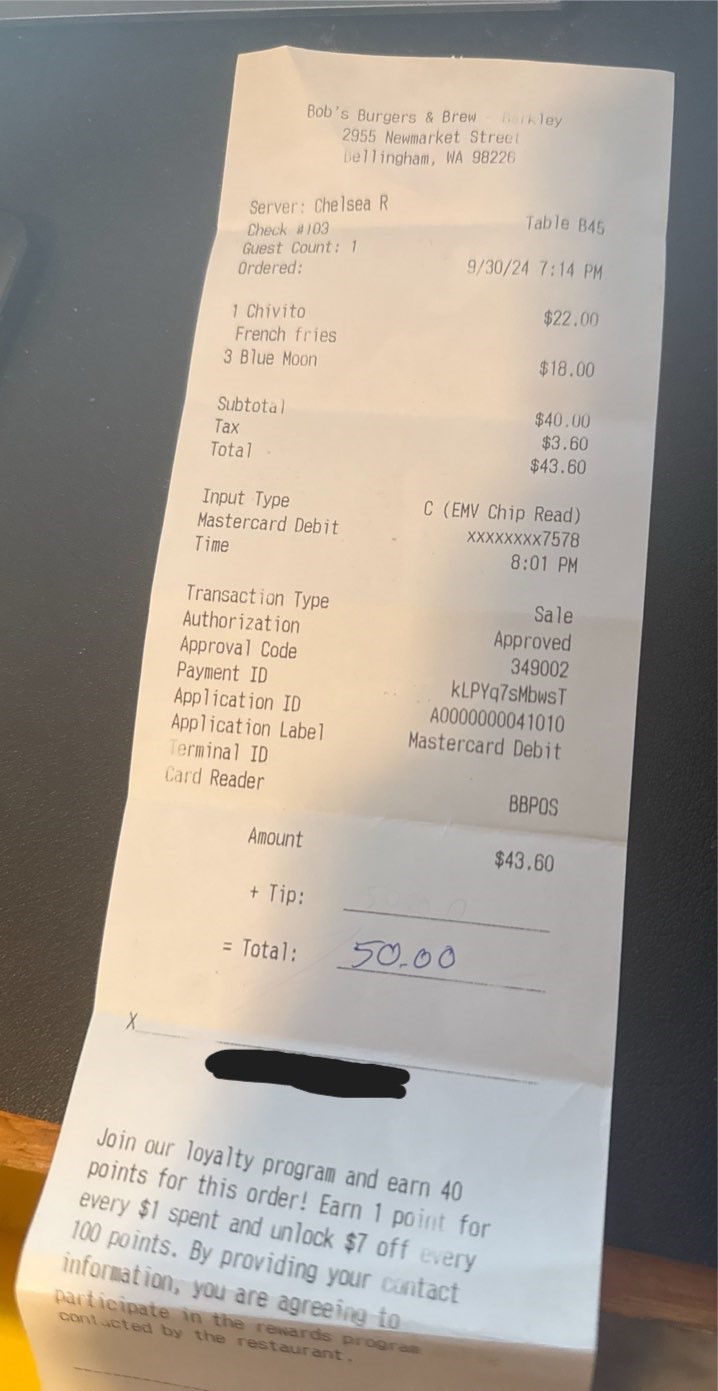 Bob's Burgers & Brew - Barkley
2955 Newmarket Street
Bellingham, WA 98226
Server: Chelsea R
Check #103 Table B45
Guest Count: 1
Ordered: 9/30/24 7:14 PM
1 Chivito $22.00
French fries
3 Blue Moon $18.00
Subtotal $40.00
Tax $3.60
Total $43.60
Input Type C (EMV Chip Read)
Mastercard Debit xxxxxxxx7578
Time 8:01 PM
Transaction Type Sale
Authorization Approved
Approval Code 349002
Payment ID kLPYq7sMbwsT
Application ID A0000000041010
Application Label Mastercard Debit
Terminal ID
Card Reader BBPOS
Amount $43.60
+ Tip:
= Total: 50.00
X
Join our loyalty program and earn 40
points for this order! Earn 1 point for
every $1 spent and unlock $7 off every
100 points. By providing your contact
information, you are agreeing to
participate in the rewards program
contacted by the restaurant.